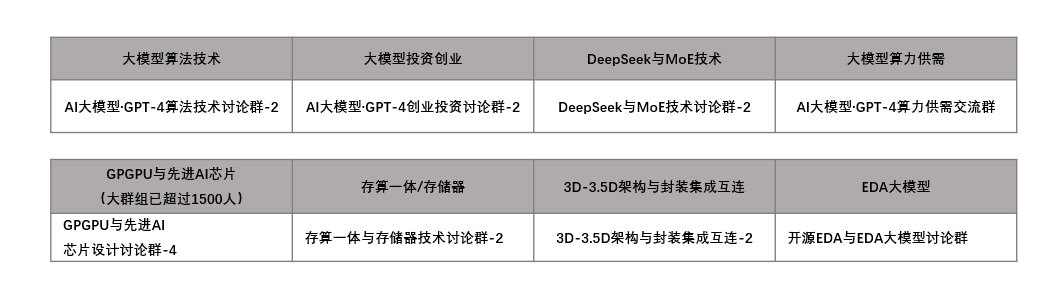 大模型算法技术
大模型投资创业
DeepSeek与MoE技术
大模型算力供需
AI大模型·GPT-4算法技术讨论群-2
AI大模型·GPT-4创业投资讨论群-2
DeepSeek与MoE技术讨论群-2
AI大模型·GPT-4算力供需交流群
GPGPU与先进AI芯片
(大群组已超过1500人)
存算一体/存储器
3D-3.5D架构与封装集成互连
EDA大模型
GPGPU与先进AI
芯片设计讨论群-4
存算一体与存储器技术讨论群-2
3D-3.5D架构与封装集成互连-2
开源EDA与EDA大模型讨论群